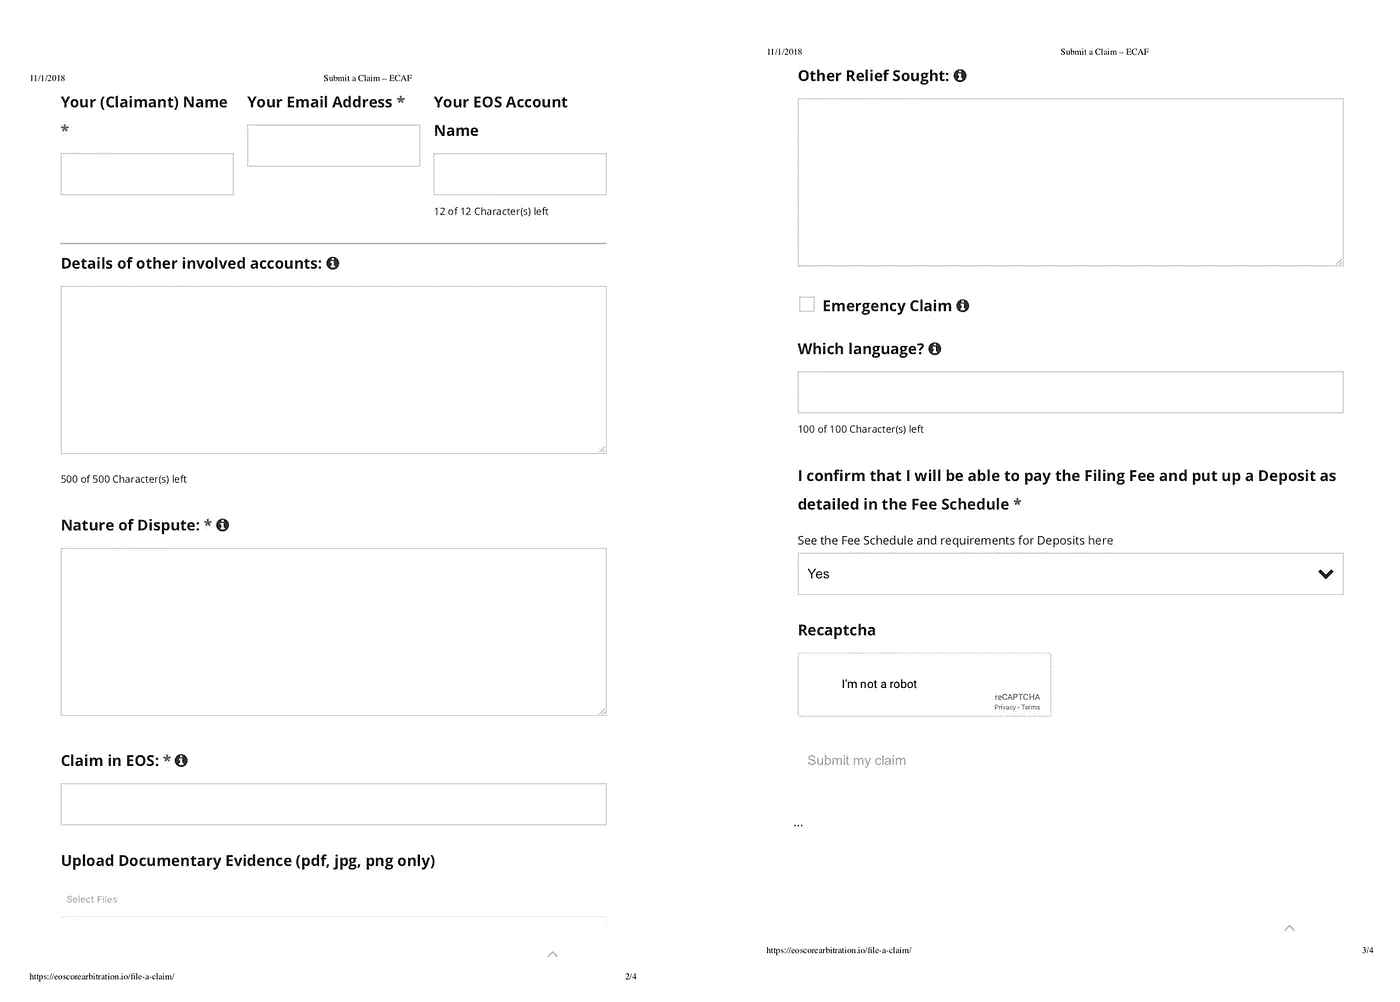 11/1/2018
Submit a Claim – ECAF
Your (Claimant) Name
*
Your Email Address *
Your EOS Account
Name
12 of 12 Character(s) left
Details of other involved accounts:
500 of 500 Character(s) left
Nature of Dispute: *
Claim in EOS: *
Upload Documentary Evidence (pdf, jpg, png only)
Select Files
https://eoscorearbitration.io/file-a-claim/
2/4
11/1/2018
Submit a Claim – ECAF
Other Relief Sought:
Emergency Claim
Which language?
100 of 100 Character(s) left
I confirm that I will be able to pay the Filing Fee and put up a Deposit as
detailed in the Fee Schedule *
See the Fee Schedule and requirements for Deposits here
Yes
Recaptcha
I'm not a robot
reCAPTCHA
Privacy - Terms
Submit my claim
...
https://eoscorearbitration.io/file-a-claim/
3/4